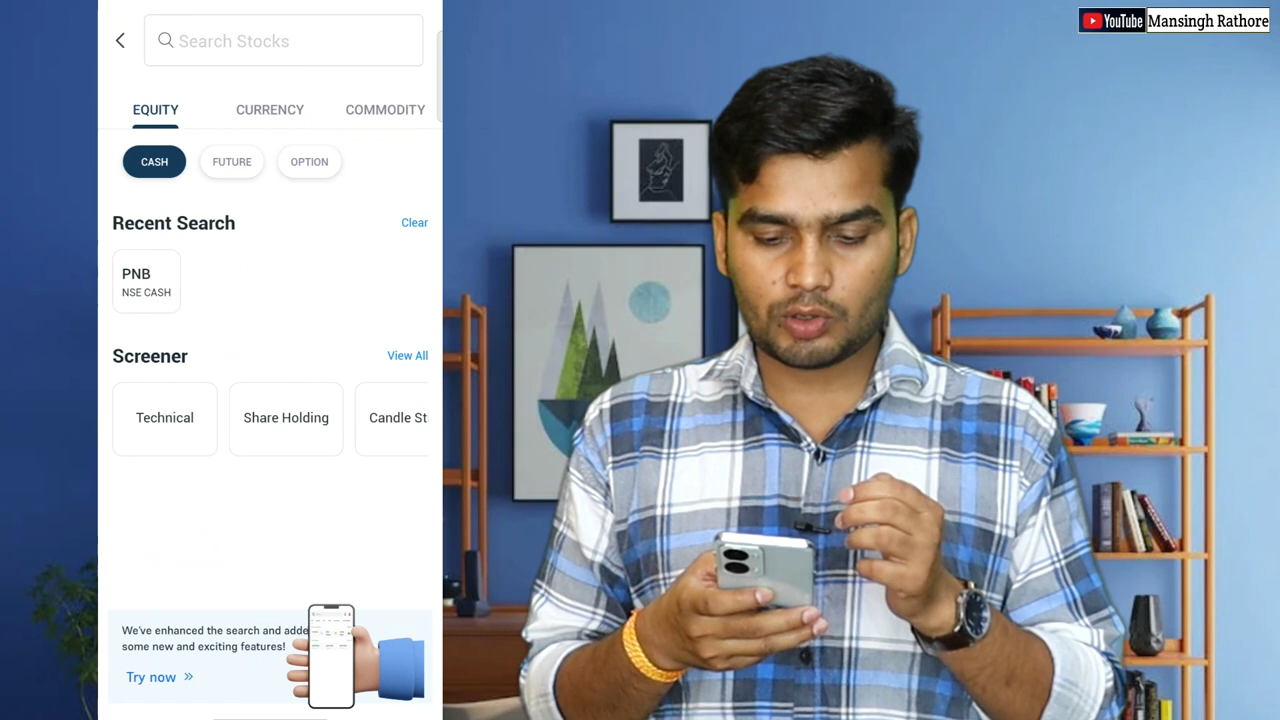 Search Stocks
EQUITY
CURRENCY
COMMODITY
CASH
FUTURE
OPTION
Recent Search
Clear
PNB
NSE CASH
Screener
View All
Technical
Share Holding
Candle St
We've enhanced the search and adde
some new and exciting features!
Try now »
YouTube Mansingh Rathore